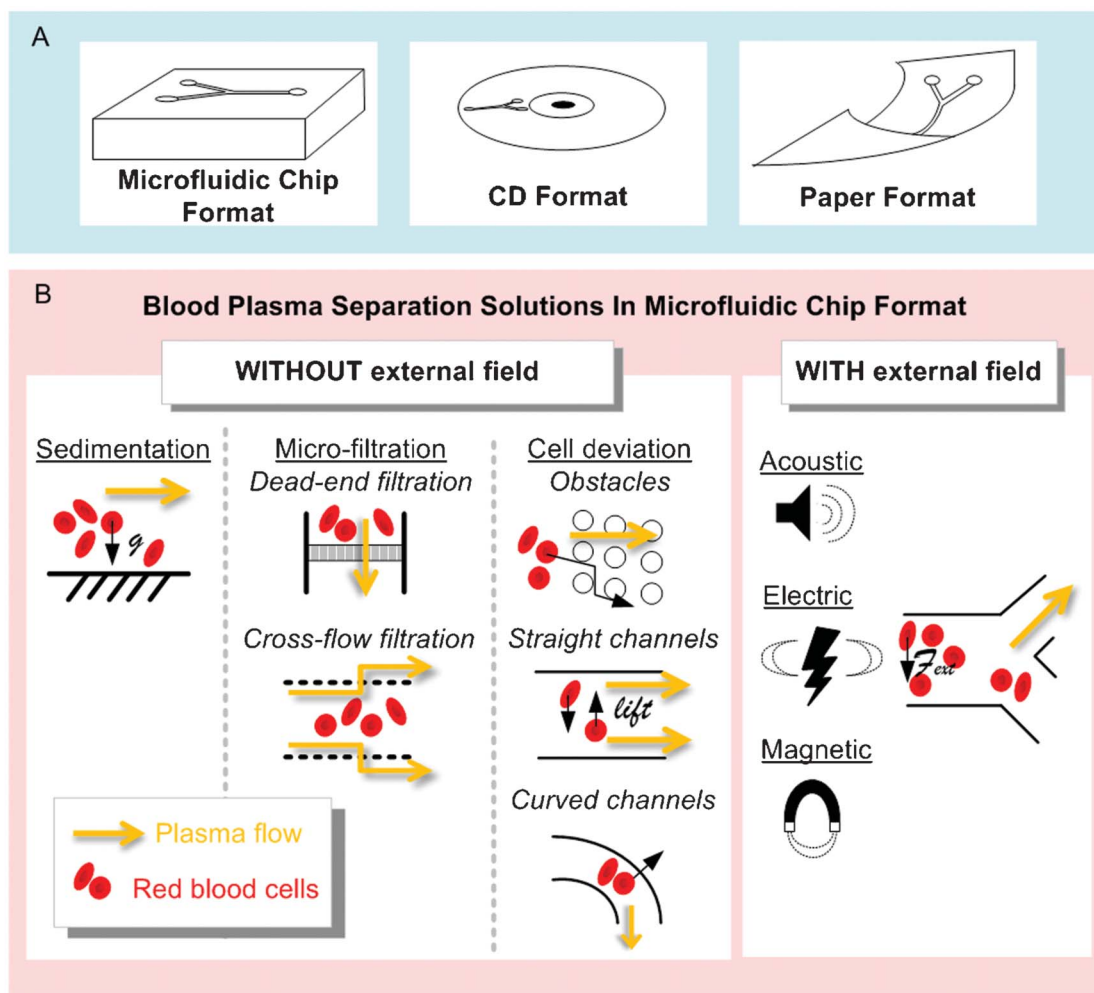 A
Microfluidic Chip
Format
CD Format
Paper Format
B
Blood Plasma Separation Solutions In Microfluidic Chip Format
WITHOUT external field
WITH external field
Sedimentation
g
Micro-filtration
Dead-end filtration
Cross-flow filtration
Cell deviation
Obstacles
Straight channels
lift
Curved channels
Acoustic
Electric
Fext
Magnetic
Plasma flow
Red blood cells